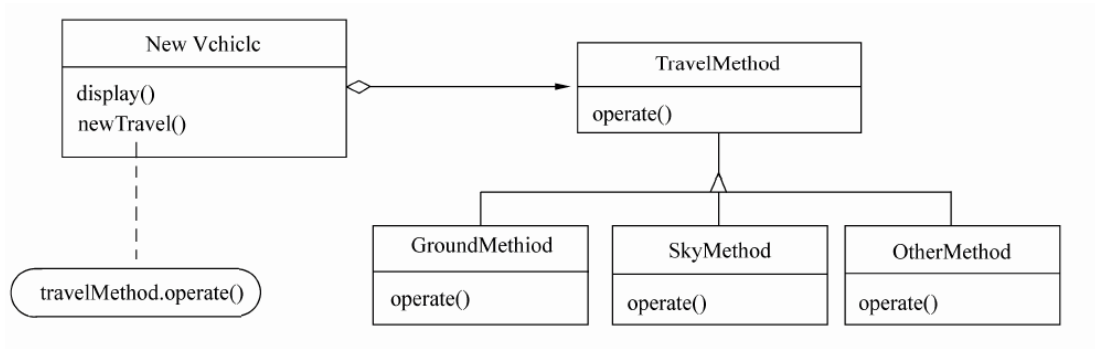 New Vchiclc
display()
newTravel()
travelMethod.operate()
TravelMethod
operate()
GroundMethiod
operate()
SkyMethod
operate()
OtherMethod
operate()